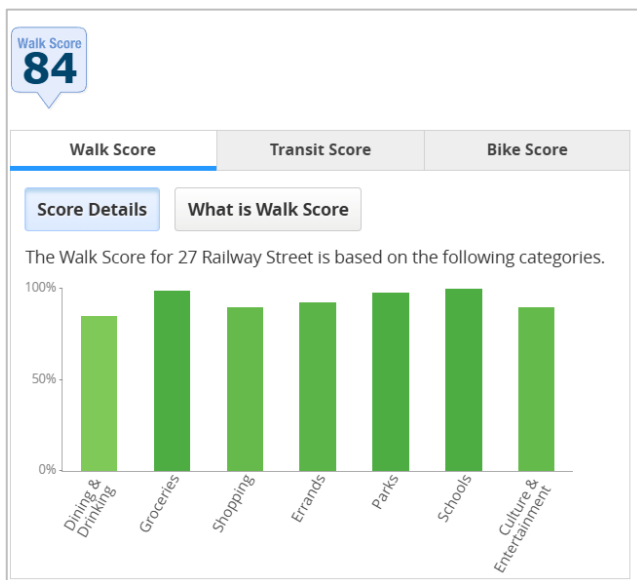 Walk Score
84
Walk Score
Transit Score
Bike Score
Score Details
What is Walk Score
The Walk Score for 27 Railway Street is based on the following categories.
100%
50%
0%
Dining &
Drinking
Groceries
Shopping
Errands
Parks
Schools
Culture &
Entertainment